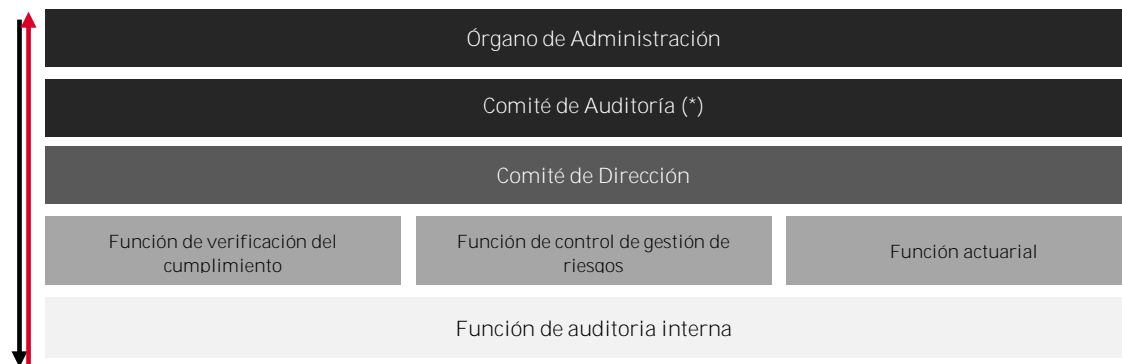 Órgano de Administración
Comité de Auditoría (*)
Comité de Dirección
Función de verificación del
cumplimiento
Función de control de gestión de
riesgos
Función actuarial
Función de auditoria interna